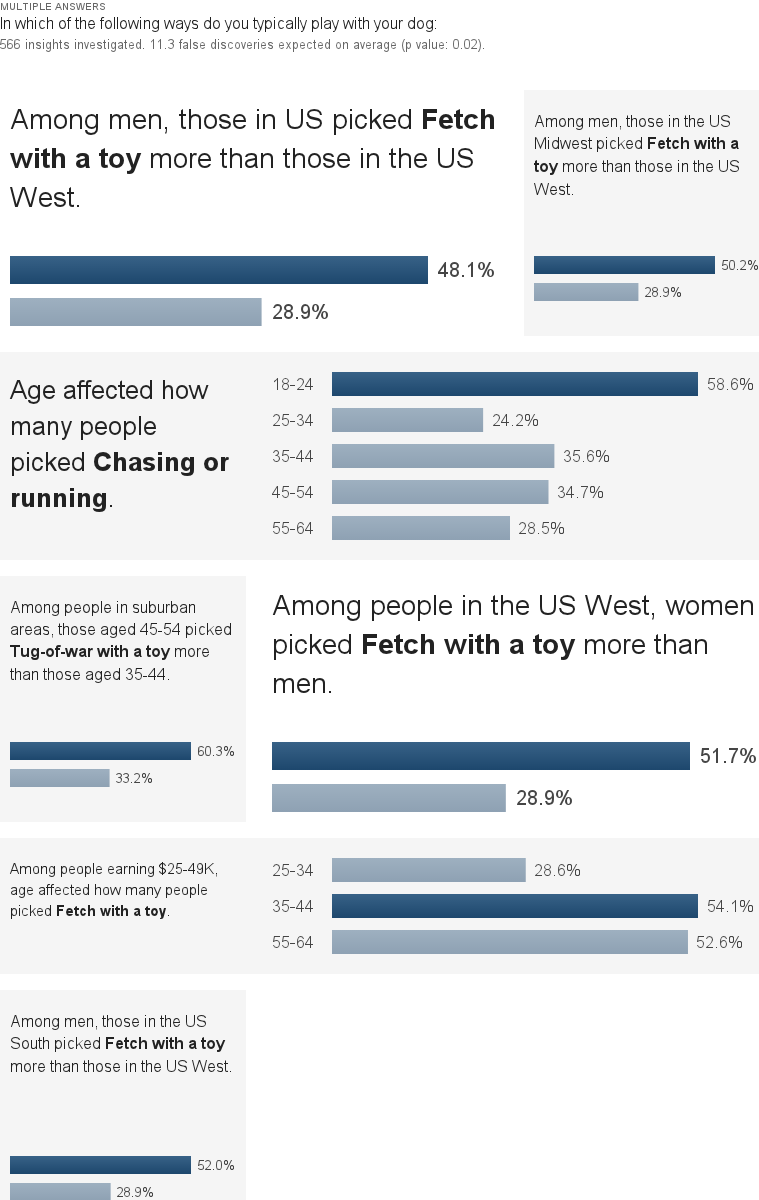 MULTIPLE ANSWERS
In which of the following ways do you typically play with your dog:
566 insights investigated. 11.3 false discoveries expected on average (p value: 0.02).
Among men, those in US picked Fetch
with a toy more than those in the US
West.
48.1%
28.9%
Among men, those in the US
Midwest picked Fetch with a
toy more than those in the US
West.
50.2%
28.9%
Age affected how
many people
picked Chasing or
running.
18-24
58.6%
25-34
24.2%
35-44
35.6%
45-54
34.7%
55-64
28.5%
Among people in suburban
areas, those aged 45-54 picked
Tug-of-war with a toy more
than those aged 35-44.
60.3%
33.2%
Among people in the US West, women
picked Fetch with a toy more than
men.
51.7%
28.9%
Among people earning $25-49K,
age affected how many people
picked Fetch with a toy.
25-34
28.6%
35-44
54.1%
55-64
52.6%
Among men, those in the US
South picked Fetch with a toy
more than those in the US West.
52.0%
28.9%